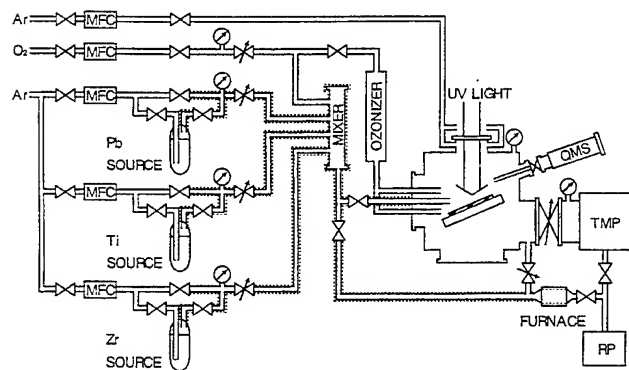 Ar
MFC
O₂
MFC
Ar
MFC
Pb
SOURCE
MFC
Ti
SOURCE
MFC
Zr
SOURCE
MIXER
OZONIZER
UV LIGHT
QMS
TMP
FURNACE
RP